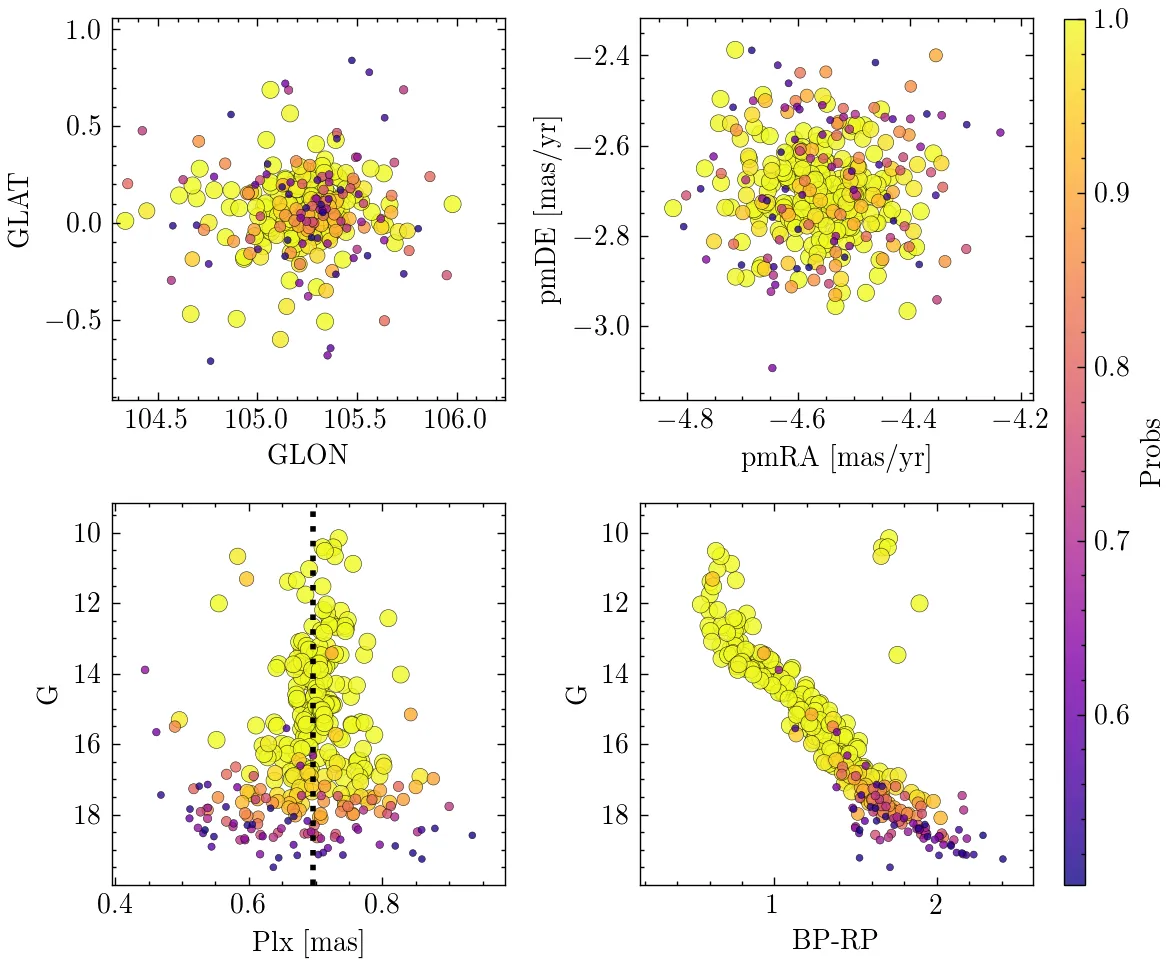 1.0
0.5
0.0
−0.5
GLAT
104.5 105.0 105.5 106.0
GLON
−2.4
−2.6
−2.8
−3.0
pmDE [mas/yr]
−4.8 −4.6 −4.4 −4.2
pmRA [mas/yr]
1.0
0.9
0.8
0.7
0.6
Probs
10
12
14
16
18
G
0.4 0.6 0.8
Plx [mas]
10
12
14
16
18
G
1 2
BP-RP